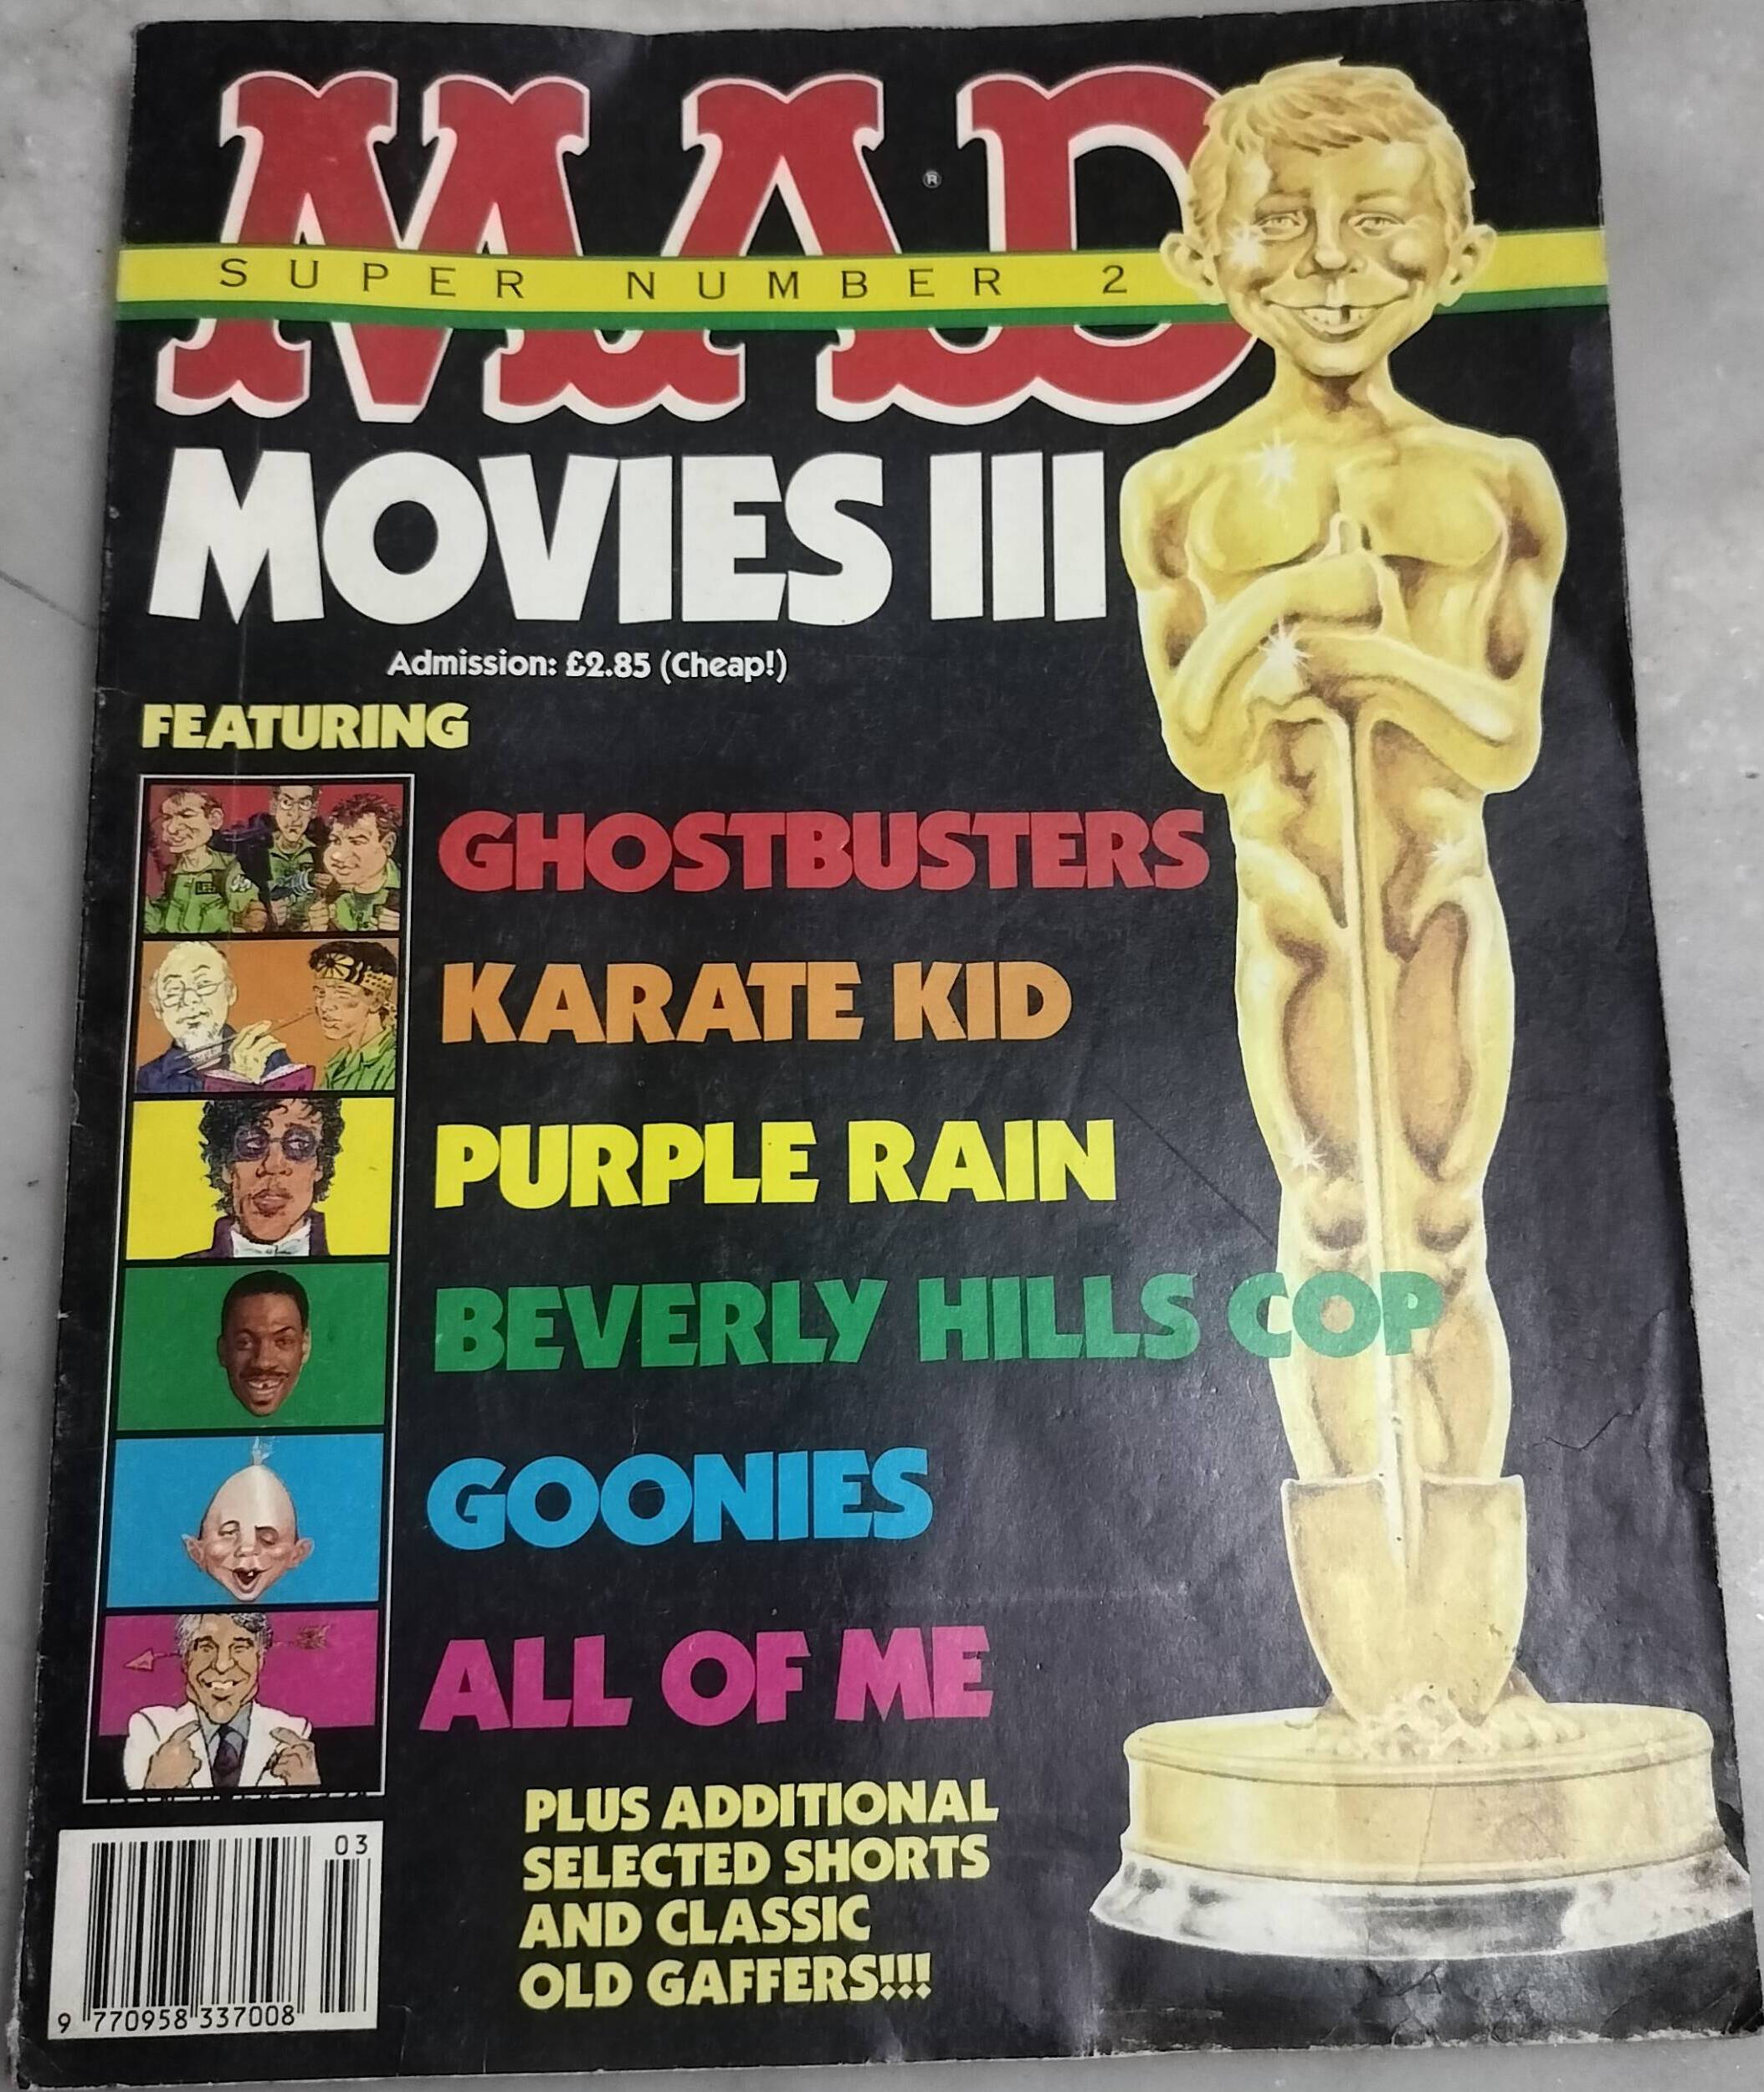 MAD
®
SUPER NUMBER 2
MOVIES III
Admission: £2.85 (Cheap!)
FEATURING
GHOSTBUSTERS
KARATE KID
PURPLE RAIN
BEVERLY HILLS COP
GOONIES
ALL OF ME
PLUS ADDITIONAL
SELECTED SHORTS
AND CLASSIC
OLD GAFFERS!!!
03
9 770958 337008